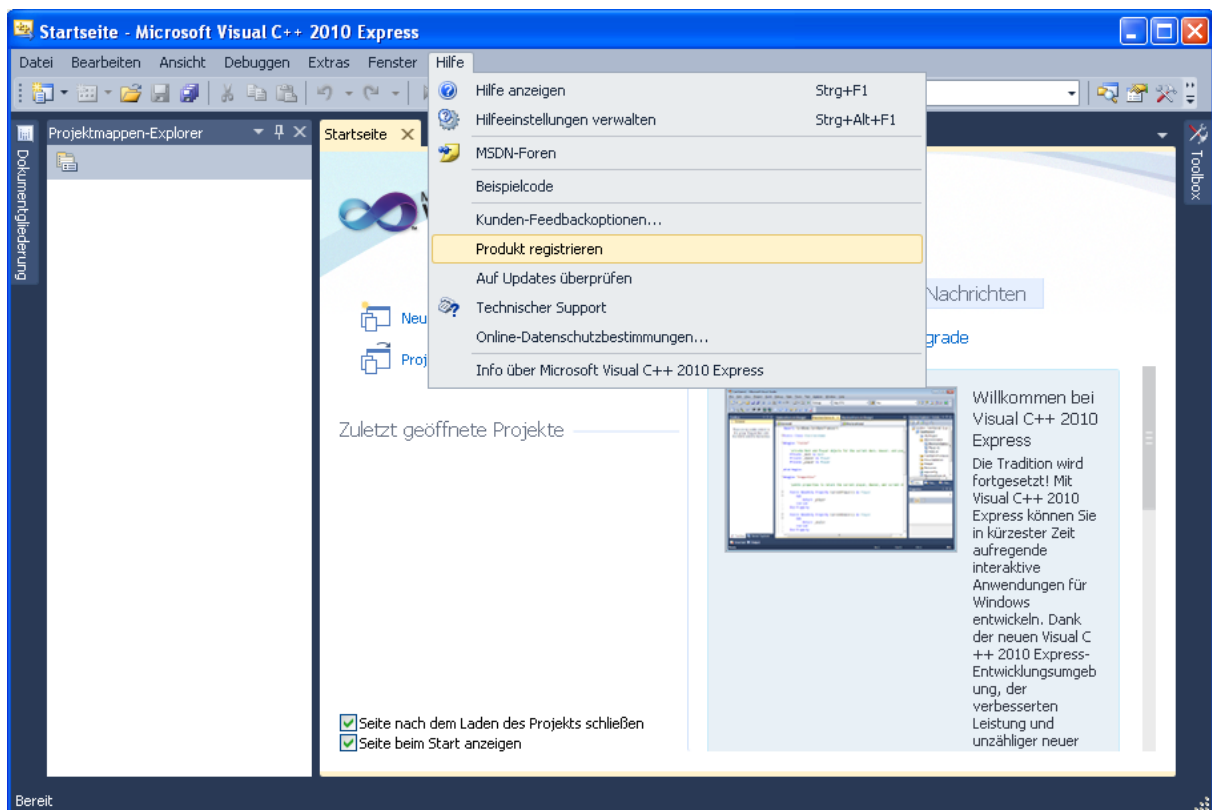 Startseite - Microsoft Visual C++ 2010 Express
Datei Bearbeiten Ansicht Debuggen Extras Fenster Hilfe
Hilfe anzeigen Strg+F1
Hilfeeinstellungen verwalten Strg+Alt+F1
MSDN-Foren
Beispielcode
Kunden-Feedbackoptionen...
Produkt registrieren
Auf Updates überprüfen
Technischer Support
Online-Datenschutzbestimmungen...
Info über Microsoft Visual C++ 2010 Express
Dokumentgliederung
Projektmappen-Explorer
Startseite
Toolbox
Nachrichten
Neu
Proj
grade
Zuletzt geöffnete Projekte
Willkommen bei
Visual C++ 2010
Express
Die Tradition wird
fortgesetzt! Mit
Visual C++ 2010
Express können Sie
in kürzester Zeit
aufregende
interaktive
Anwendungen für
Windows
entwickeln. Dank
der neuen Visual C
++ 2010 Express-
Entwicklungsumgeb
ung, der
verbesserten
Leistung und
unzähliger neuer
Seite nach dem Laden des Projekts schließen
Seite beim Start anzeigen
Bereit